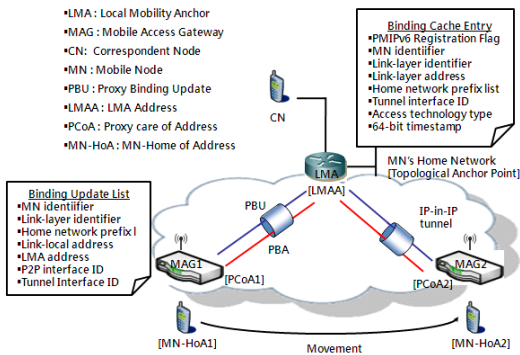 ▪LMA : Local Mobility Anchor
▪MAG : Mobile Access Gateway
▪CN: Correspondent Node
▪MN : Mobile Node
▪PBU : Proxy Binding Update
▪LMAA : LMA Address
▪PCoA : Proxy care of Address
▪MN-HoA : MN-Home of Address
Binding Cache Entry
▪PMIPv6 Registration Flag
▪MN identiifier
▪Link-layer identifier
▪Link-layer address
▪Home network prefix list
▪Tunnel interface ID
▪Access technology type
▪64-bit timestamp
CN
LMA
[LMAA]
MN's Home Network
[Topological Anchor Point]
Binding Update List
▪MN identiifier
▪Link-layer identifier
▪Home network prefix l
▪Link-local address
▪LMA address
▪P2P interface ID
▪Tunnel Interface ID
PBU
PBA
IP-in-IP
tunnel
MAG1
[PCoA1]
MAG2
[PCoA2]
[MN-HoA1]
[MN-HoA2]
Movement